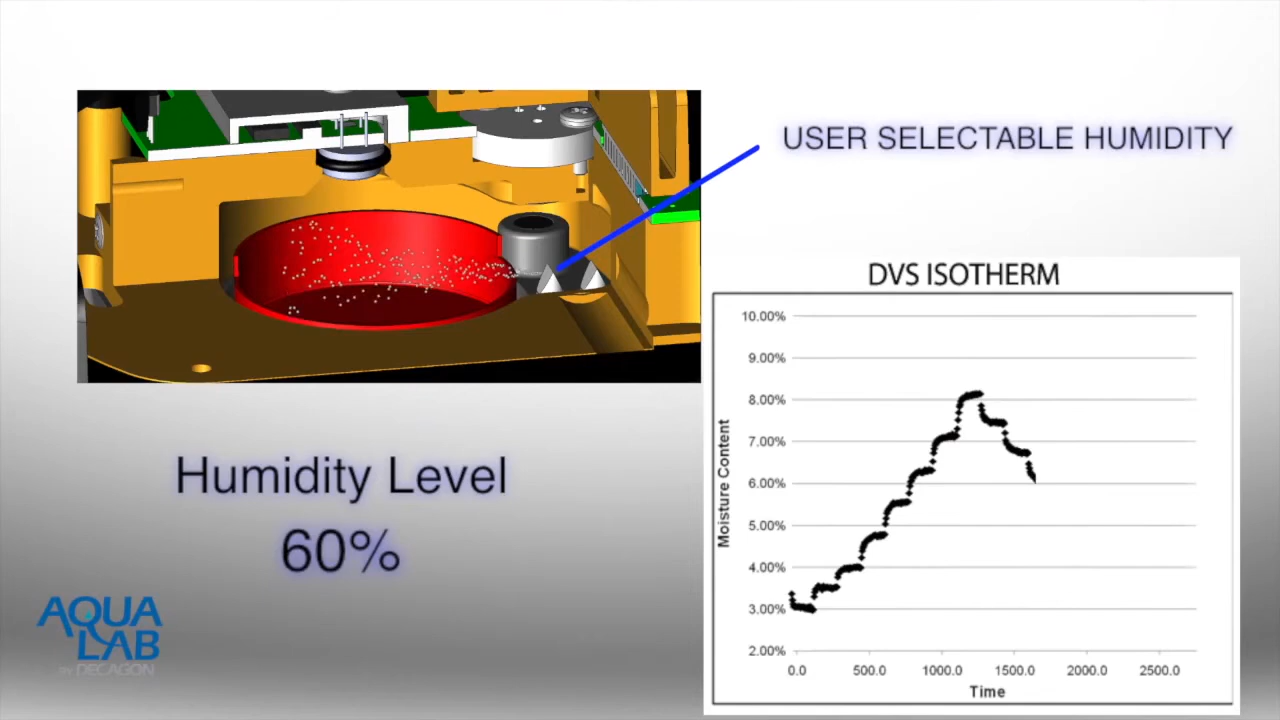 USER SELECTABLE HUMIDITY
DVS ISOTHERM
10.00%
9.00%
8.00%
7.00%
6.00%
5.00%
4.00%
3.00%
2.00%
Moisture Content
0.0 500.0 1000.0 1500.0 2000.0 2500.0
Time
Humidity Level
60%
AQUA
LAB
BY DECAGON